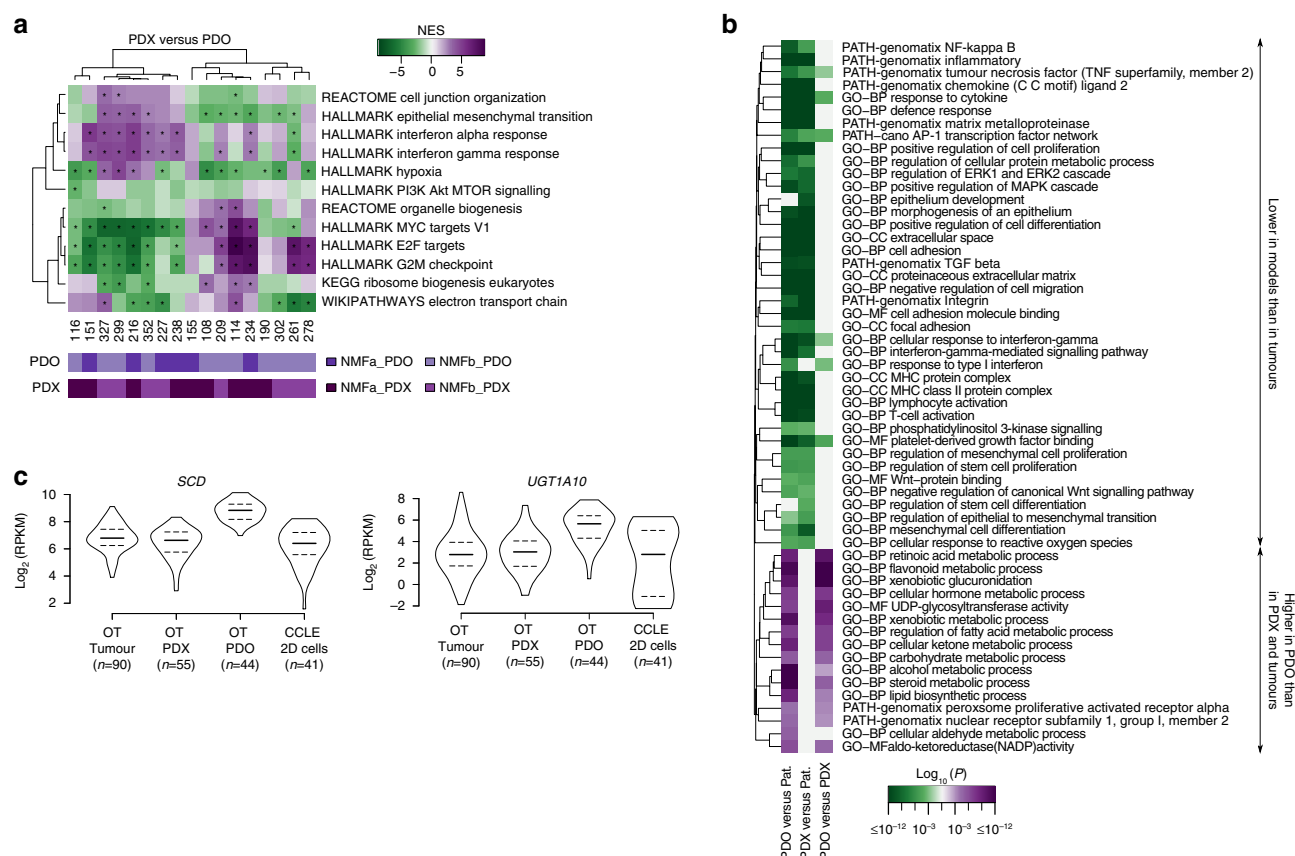 a
PDX versus PDO
NES
−5 0 5
REACTOME cell junction organization
HALLMARK epithelial mesenchymal transition
HALLMARK interferon alpha response
HALLMARK interferon gamma response
HALLMARK hypoxia
HALLMARK PI3K Akt MTOR signalling
REACTOME organelle biogenesis
HALLMARK MYC targets V1
HALLMARK E2F targets
HALLMARK G2M checkpoint
KEGG ribosome biogenesis eukaryotes
WIKIPATHWAYS electron transport chain
116 151 327 299 216 352 227 238 155 108 209 114 234 190 302 261 278
PDO NMFa_PDO NMFb_PDO
PDX NMFa_PDX NMFb_PDX
b
PATH-genomatix NF-kappa B
PATH-genomatix inflammatory
PATH-genomatix tumour necrosis factor (TNF superfamily, member 2)
PATH-genomatix chemokine (C C motif) ligand 2
GO–BP response to cytokine
GO–BP defense response
PATH-genomatix matrix metalloproteinase
PATH–cano AP-1 transcription factor network
GO–BP positive regulation of cell proliferation
GO–BP regulation of cellular protein metabolic process
GO–BP regulation of ERK1 and ERK2 cascade
GO–BP positive regulation of MAPK cascade
GO–BP epithelium development
GO–BP morphogenesis of an epithelium
GO–BP positive regulation of cell differentiation
GO–CC extracellular space
GO–BP cell adhesion
PATH-genomatix TGF beta
GO–CC proteinaceous extracellular matrix
GO–BP negative regulation of cell migration
PATH-genomatix Integrin
GO–MF cell adhesion molecule binding
GO–CC focal adhesion
GO–BP cellular response to interferon-gamma
GO–BP interferon-gamma-mediated signalling pathway
GO–BP response to type I interferon
GO–CC MHC protein complex
GO–CC MHC class II protein complex
GO–BP lymphocyte activation
GO–BP T-cell activation
GO–BP phosphatidylinositol 3-kinase signalling
GO–MF platelet-derived growth factor binding
GO–BP regulation of mesenchymal cell proliferation
GO–BP regulation of stem cell proliferation
GO–MF Wnt–protein binding
GO–BP negative regulation of canonical Wnt signalling pathway
GO–BP regulation of stem cell differentiation
GO–BP regulation of epithelial to mesenchymal transition
GO–BP mesenchymal cell differentiation
GO–BP cellular response to reactive oxygen species
GO–BP retinoic acid metabolic process
GO–BP flavonoid metabolic process
GO–BP xenobiotic glucuronidation
GO–BP cellular hormone metabolic process
GO–MF UDP-glycosyltransferase activity
GO–BP xenobiotic metabolic process
GO–BP regulation of fatty acid metabolic process
GO–BP cellular ketone metabolic process
GO–BP carbohydrate metabolic process
GO–BP alcohol metabolic process
GO–BP steroid metabolic process
GO–BP lipid biosynthetic process
PATH-genomatix peroxsome proliferative activated receptor alpha
PATH-genomatix nuclear receptor subfamily 1, group I, member 2
GO–BP cellular aldehyde metabolic process
GO–MFaldo-ketoreductase(NADP)activity
Lower in models than in tumours
Higher in PDO than in PDX and tumours
PDO versus Pat.
PDX versus Pat.
PDO versus PDX
Log10 (P)
≤10−12 10−3 10−3 ≤10−12
c
SCD
Log2 (RPKM)
10
8
6
4
2
OT Tumour (n=90)
OT PDX (n=55)
OT PDO (n=44)
CCLE 2D cells (n=41)
UGT1A10
Log2 (RPKM)
8
6
4
2
0
−2
OT Tumour (n=90)
OT PDX (n=55)
OT PDO (n=44)
CCLE 2D cells (n=41)